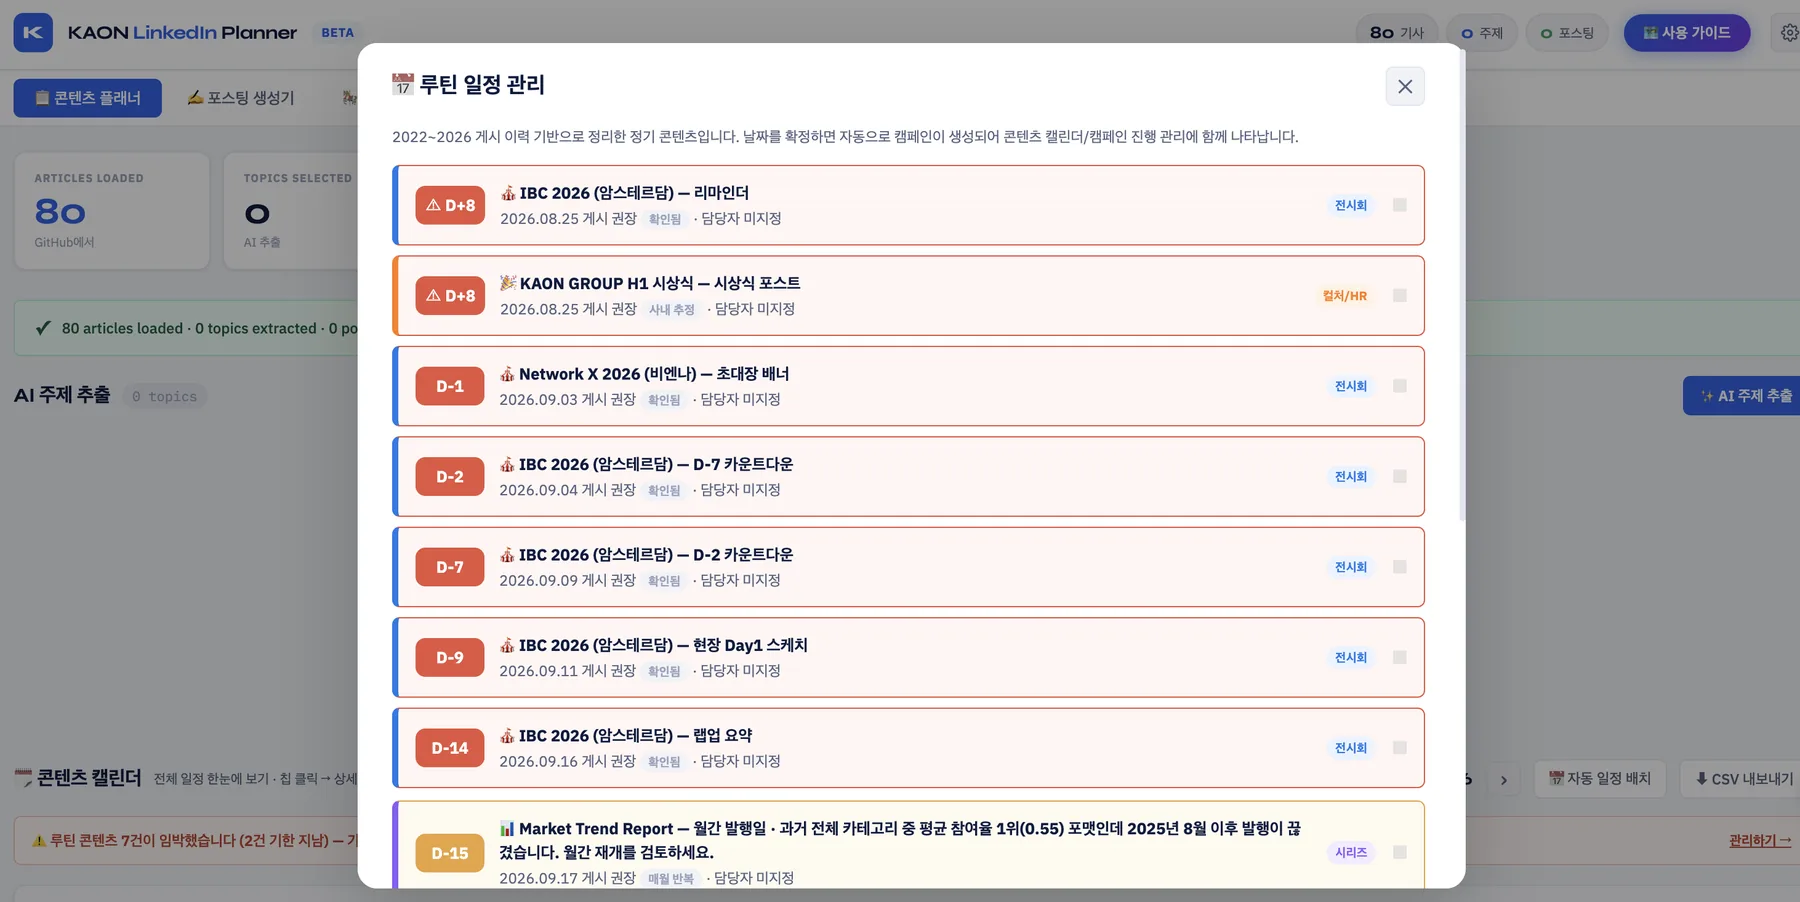 KAON LinkedIn Planner BETA
80 기사
0 주제
0 포스팅
사용 가이드
콘텐츠 플래너
포스팅 생성기
ARTICLES LOADED
80
GitHub에서
TOPICS SELECTED
0
AI 추출
✓ 80 articles loaded · 0 topics extracted · 0 po
AI 주제 추출 0 topics
✨ AI 주제 추출
콘텐츠 캘린더 전체 일정 한눈에 보기 · 칩 클릭 → 상세
6 ›
자동 일정 배치
⬇ CSV 내보내기
⚠ 루틴 콘텐츠 7건이 임박했습니다 (2건 기한 지남) —
관리하기 →
17 루틴 일정 관리
2022~2026 게시 이력 기반으로 정리한 정기 콘텐츠입니다. 날짜를 확정하면 자동으로 캠페인이 생성되어 콘텐츠 캘린더/캠페인 진행 관리에 함께 나타납니다.
⚠ D+8
IBC 2026 (암스테르담) — 리마인더
2026.08.25 게시 권장 확인됨 · 담당자 미지정
전시회
⚠ D+8
KAON GROUP H1 시상식 — 시상식 포스트
2026.08.25 게시 권장 사내 추정 · 담당자 미지정
컬처/HR
D-1
Network X 2026 (비엔나) — 초대장 배너
2026.09.03 게시 권장 확인됨 · 담당자 미지정
전시회
D-2
IBC 2026 (암스테르담) — D-7 카운트다운
2026.09.04 게시 권장 확인됨 · 담당자 미지정
전시회
D-7
IBC 2026 (암스테르담) — D-2 카운트다운
2026.09.09 게시 권장 확인됨 · 담당자 미지정
전시회
D-9
IBC 2026 (암스테르담) — 현장 Day1 스케치
2026.09.11 게시 권장 확인됨 · 담당자 미지정
전시회
D-14
IBC 2026 (암스테르담) — 랩업 요약
2026.09.16 게시 권장 확인됨 · 담당자 미지정
전시회
D-15
Market Trend Report — 월간 발행일 · 과거 전체 카테고리 중 평균 참여율 1위(0.55) 포맷인데 2025년 8월 이후 발행이 끊
겼습니다. 월간 재개를 검토하세요.
2026.09.17 게시 권장 매월 반복 · 담당자 미지정
시리즈